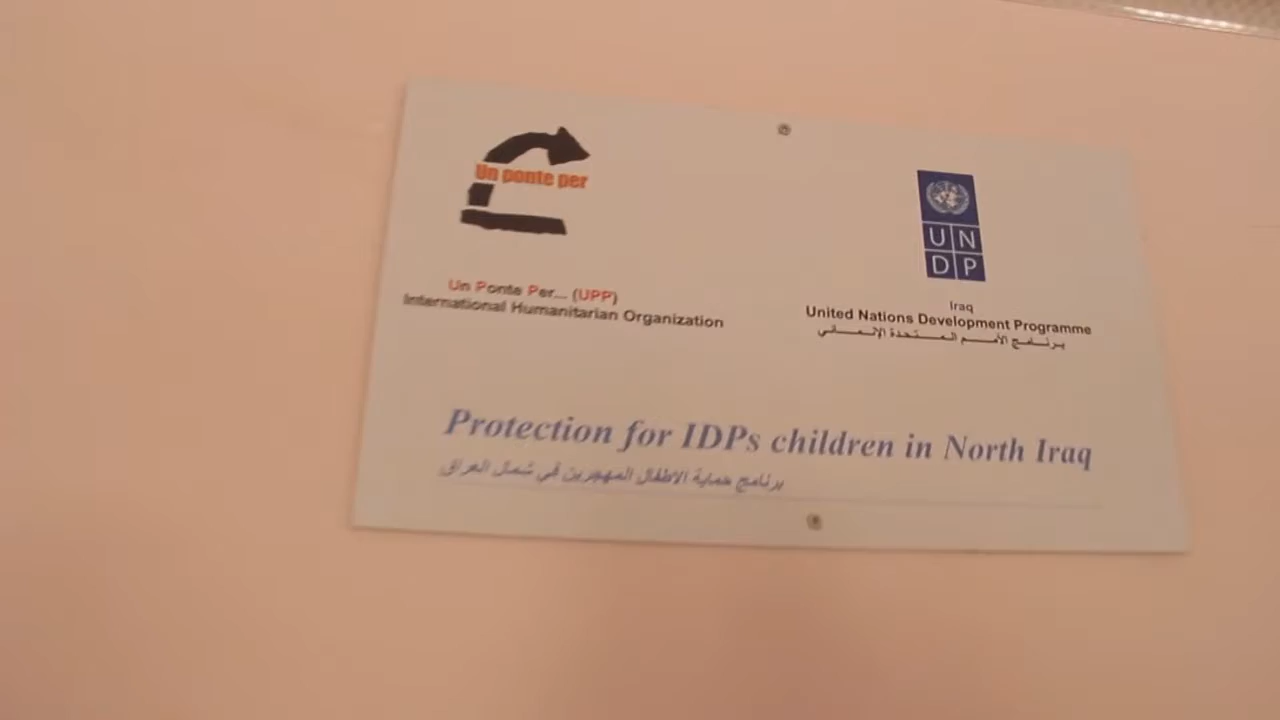 Un ponte per
Un Ponte Per... (UPP)
International Humanitarian Organization
UN
DP
Iraq
United Nations Development Programme
برنامج الأمم المتحدة الإنمائي
Protection for IDPs children in North Iraq
برنامج حماية الاطفال المهجرين في شمال العراق